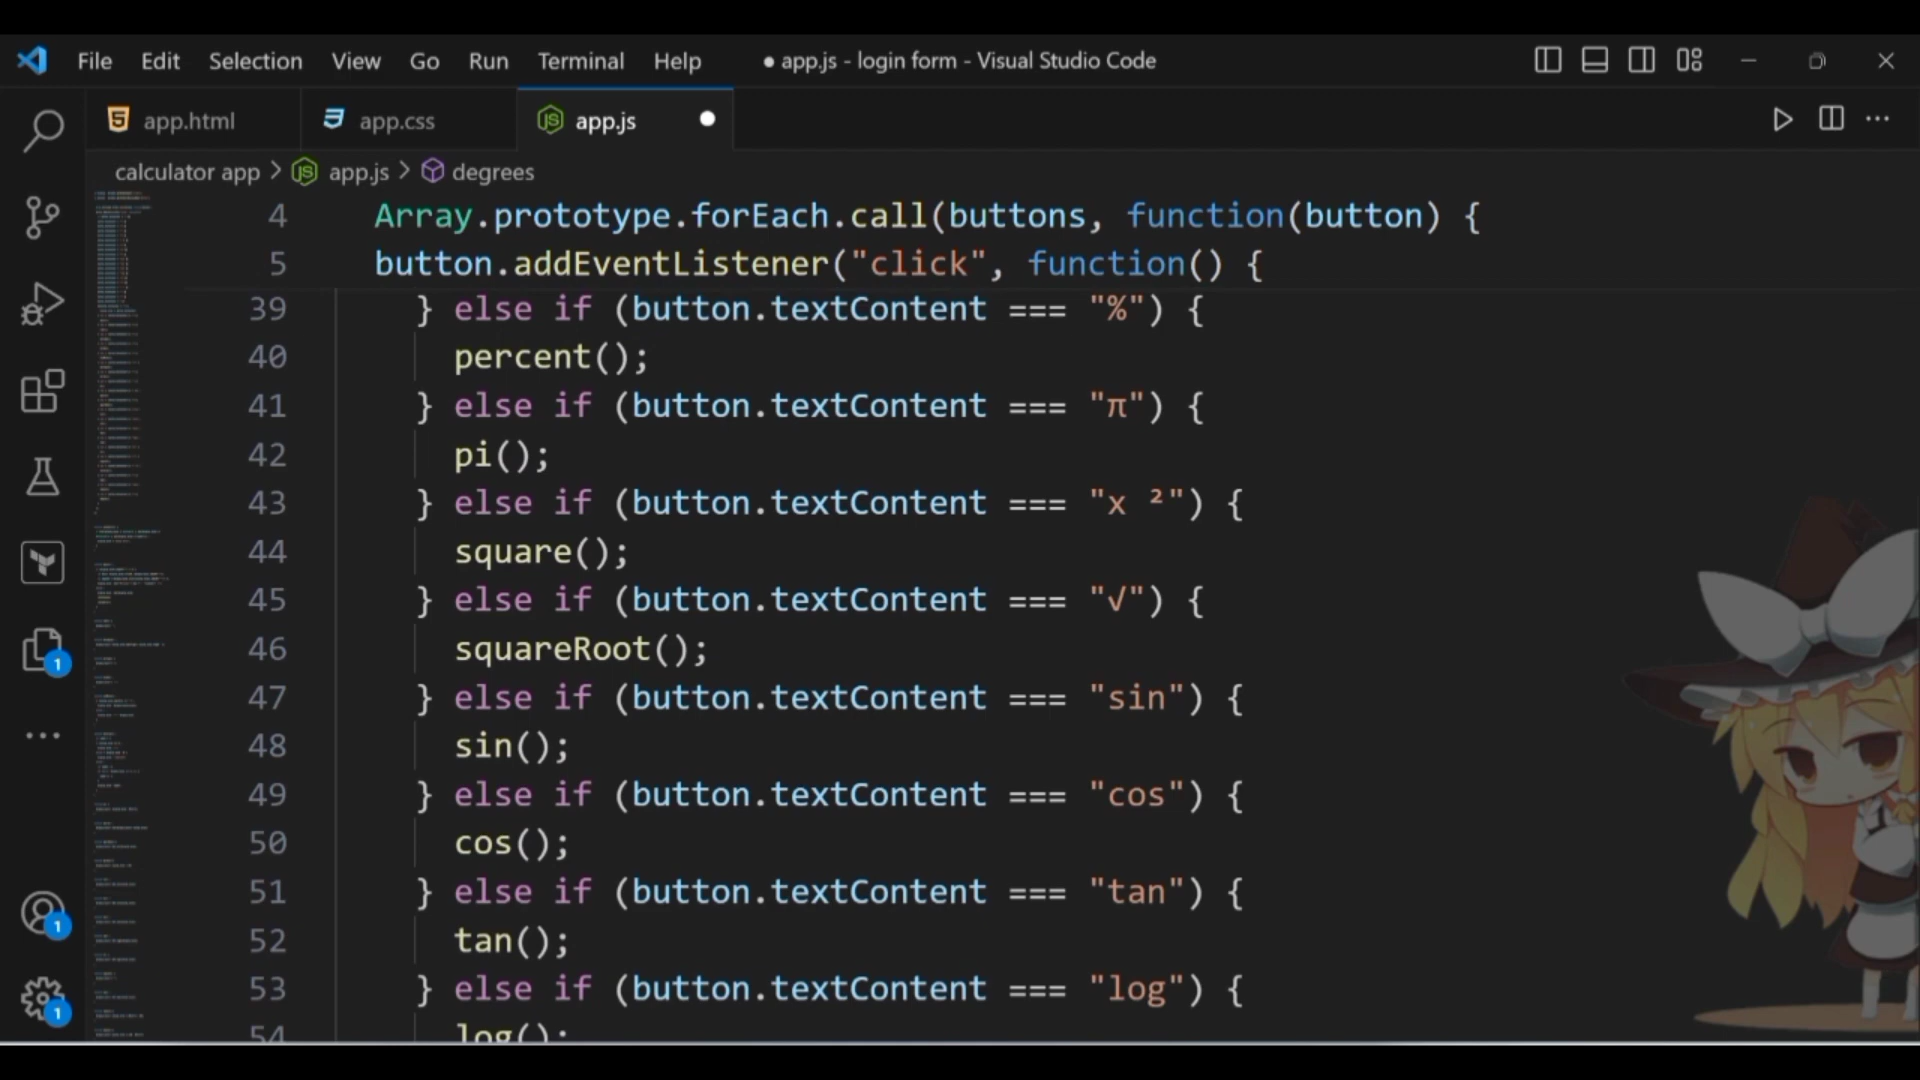 File Edit Selection View Go Run Terminal Help ● app.js - login form - Visual Studio Code
app.html app.css app.js
calculator app > app.js > degrees
4 Array.prototype.forEach.call(buttons, function(button) {
5 button.addEventListener("click", function() {
39 } else if (button.textContent === "%") {
40 percent();
41 } else if (button.textContent === "π") {
42 pi();
43 } else if (button.textContent === "x ²") {
44 square();
45 } else if (button.textContent === "√") {
46 squareRoot();
47 } else if (button.textContent === "sin") {
48 sin();
49 } else if (button.textContent === "cos") {
50 cos();
51 } else if (button.textContent === "tan") {
52 tan();
53 } else if (button.textContent === "log") {
54 log();
1
1
1